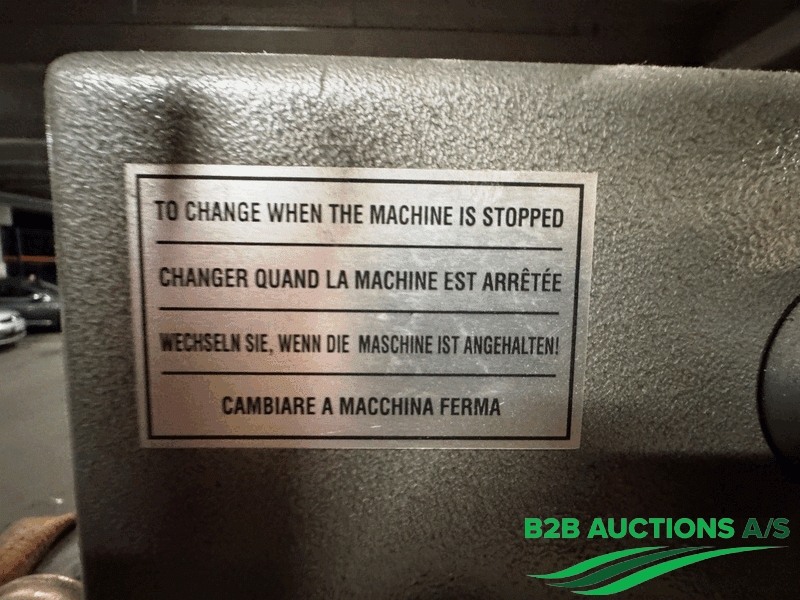 TO CHANGE WHEN THE MACHINE IS STOPPED
CHANGER QUAND LA MACHINE EST ARRÊTÉE
WECHSELN SIE, WENN DIE MASCHINE IST ANGEHALTEN!
CAMBIARE A MACCHINA FERMA
B2B AUCTIONS A/S